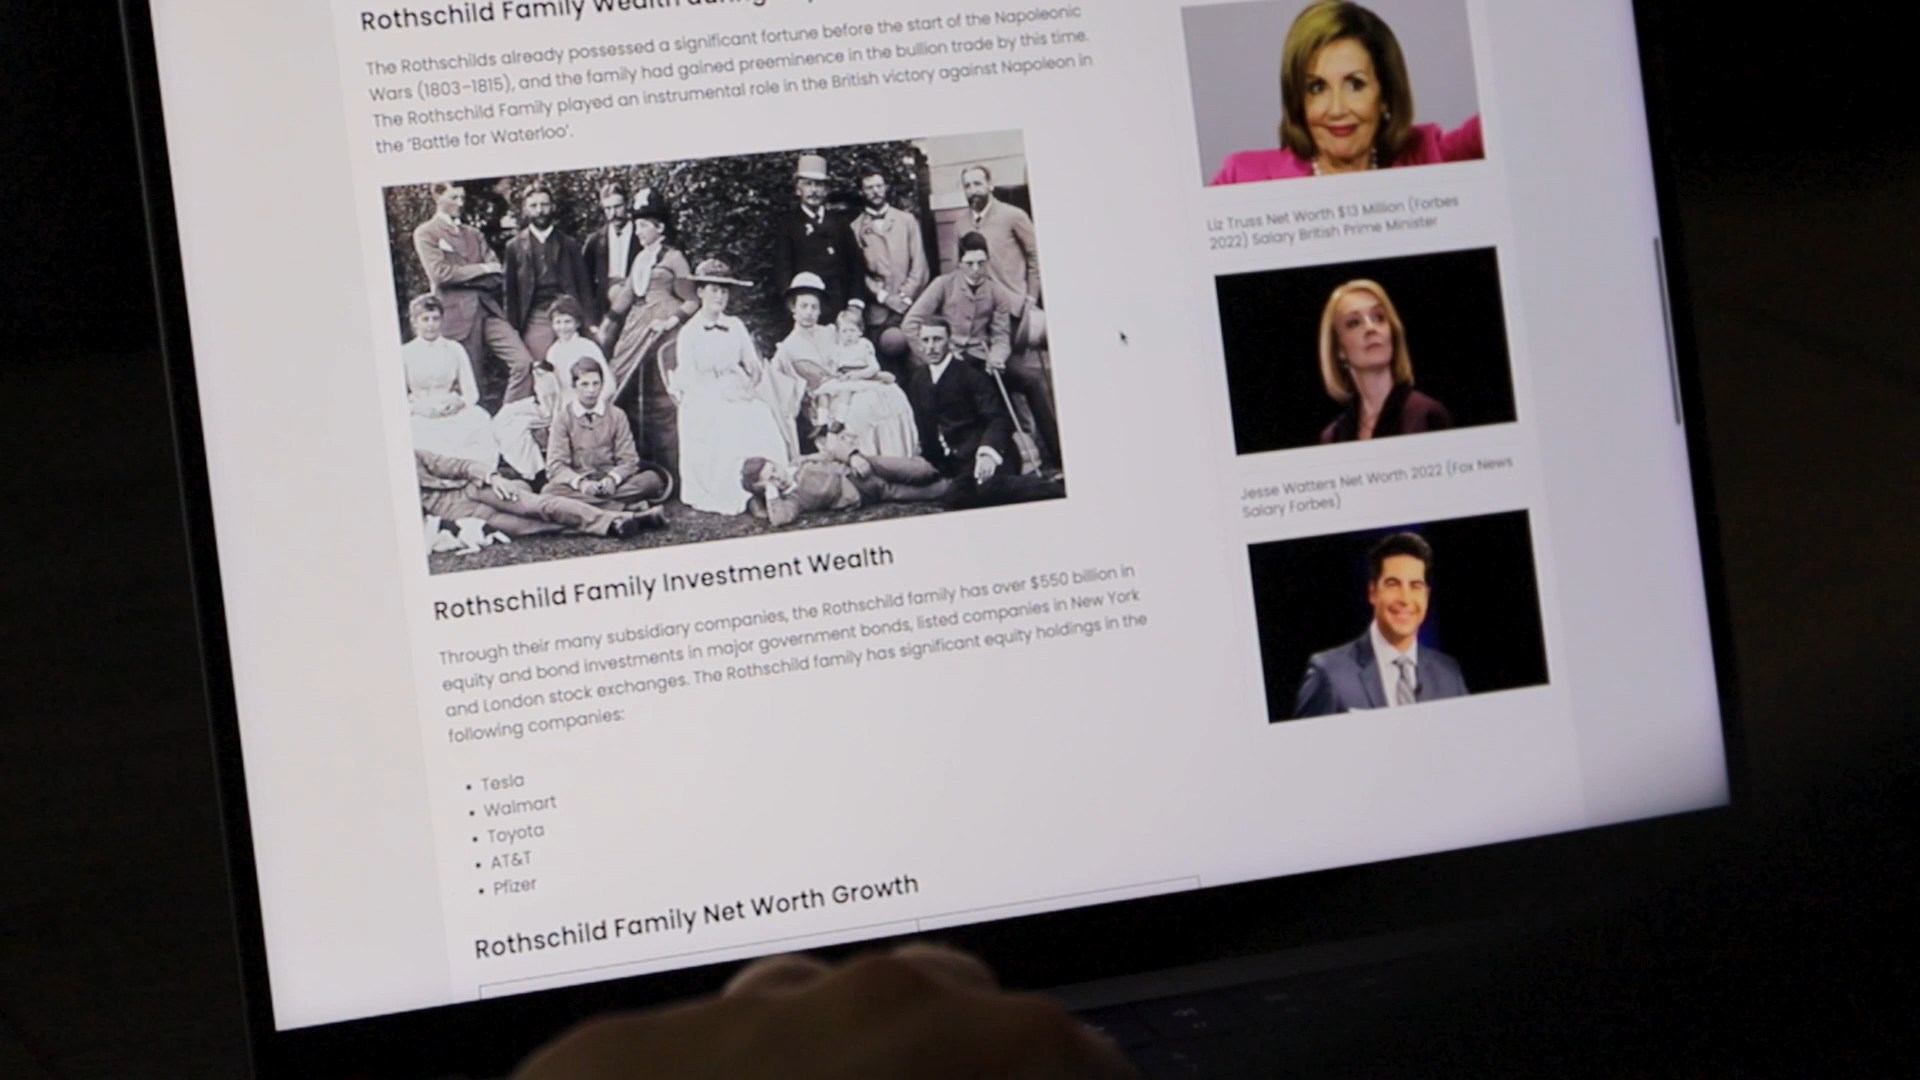 Rothschild Family Wealth during
The Rothschilds already possessed a significant fortune before the start of the Napoleonic
Wars (1803-1815), and the family had gained preeminence in the bullion trade by this time.
The Rothschild Family played an instrumental role in the British victory against Napoleon in
the 'Battle for Waterloo'.
Rothschild Family Investment Wealth
Through their many subsidiary companies, the Rothschild family has over $550 billion in
equity and bond investments in major government bonds, listed companies in New York
and London stock exchanges. The Rothschild family has significant equity holdings in the
following companies:
• Tesla
• Walmart
• Toyota
• AT&T
• Pfizer
Rothschild Family Net Worth Growth
Liz Truss Net Worth $13 Million (Forbes
2022) Salary British Prime Minister
Jesse Watters Net Worth 2022 (Fox News
Salary Forbes)